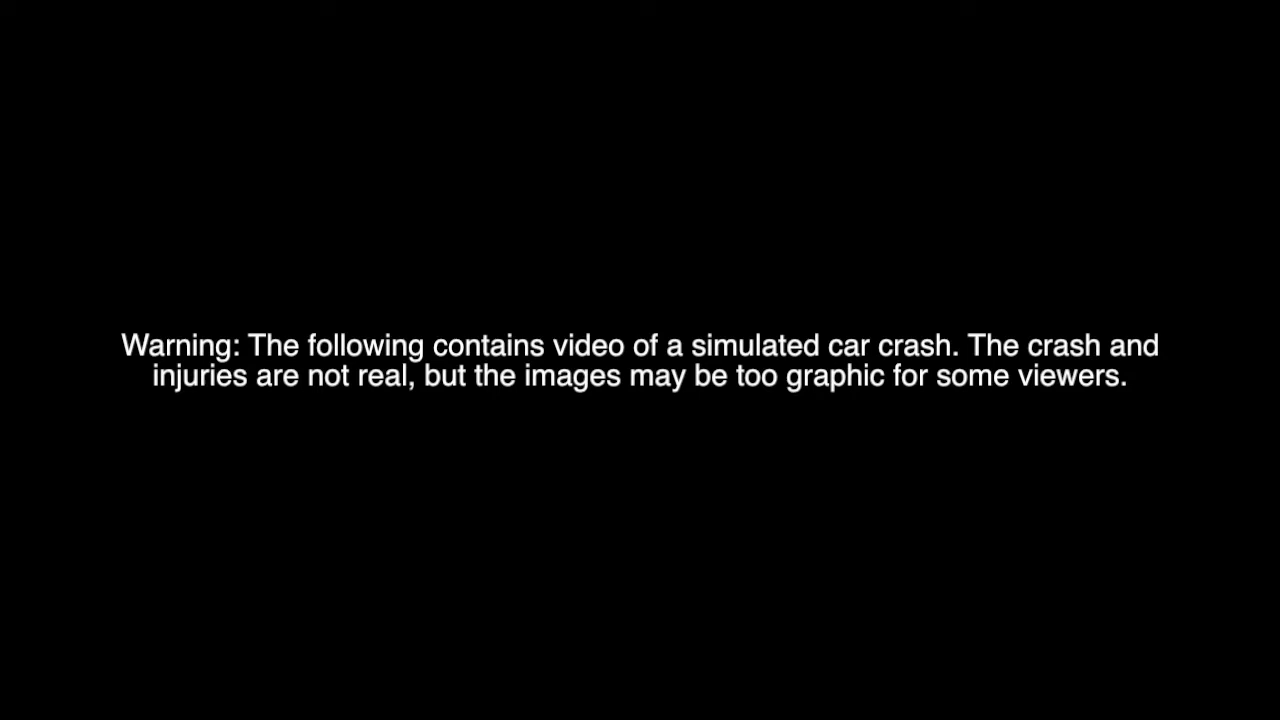 Warning: The following contains video of a simulated car crash. The crash and
injuries are not real, but the images may be too graphic for some viewers.